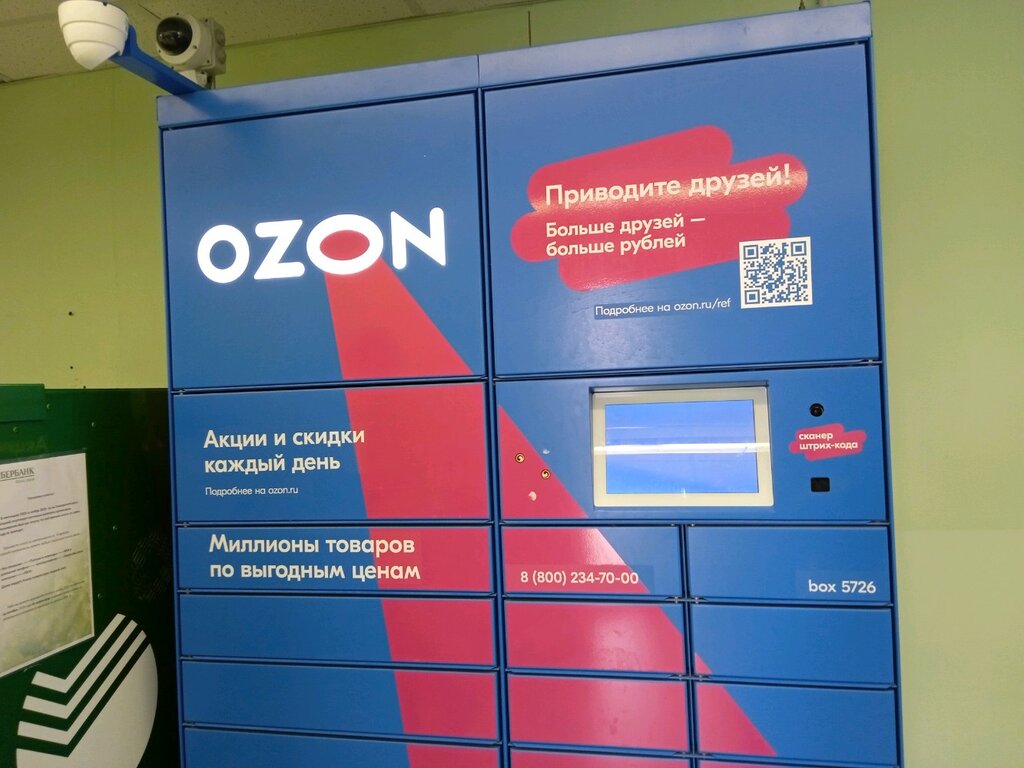 OZON
Приводите друзей!
Больше друзей —
больше рублей
Подробнее на ozon.ru/ref
Акции и скидки
каждый день
Подробнее на ozon.ru
сканер
штрих-кода
Миллионы товаров
по выгодным ценам
8 (800) 234-70-00
box 5726
СБЕРБАНК